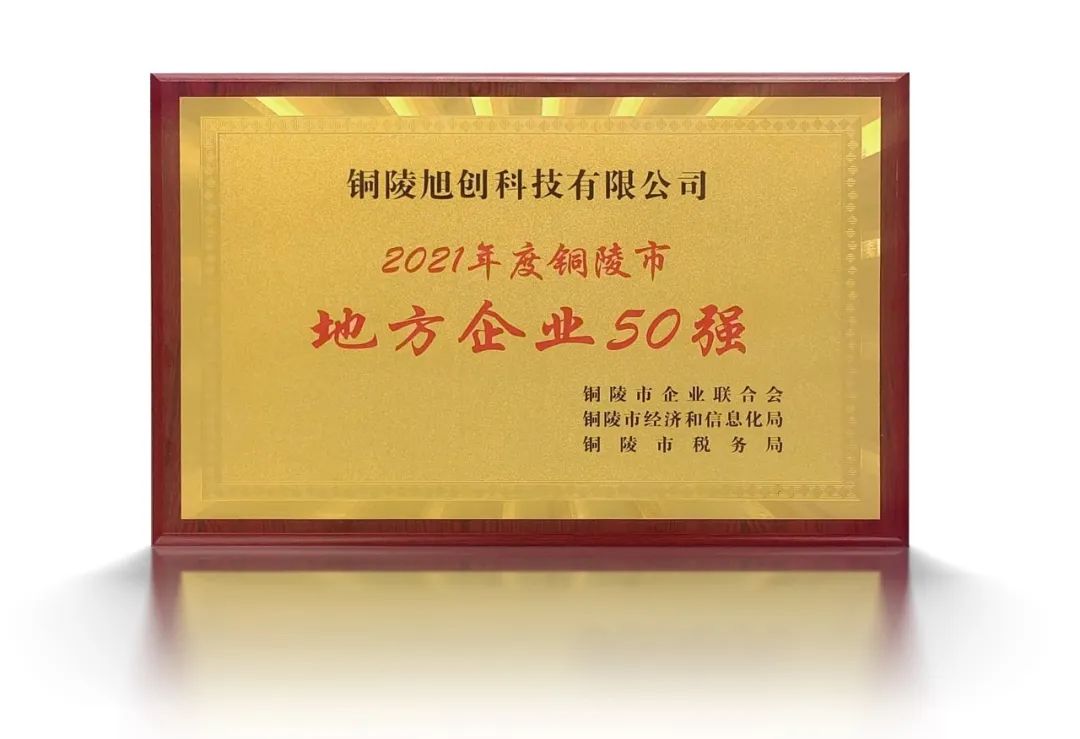 铜陵旭创科技有限公司
2021年度铜陵市
地方企业50强
铜陵市企业联合会
铜陵市经济和信息化局
铜陵市税务局